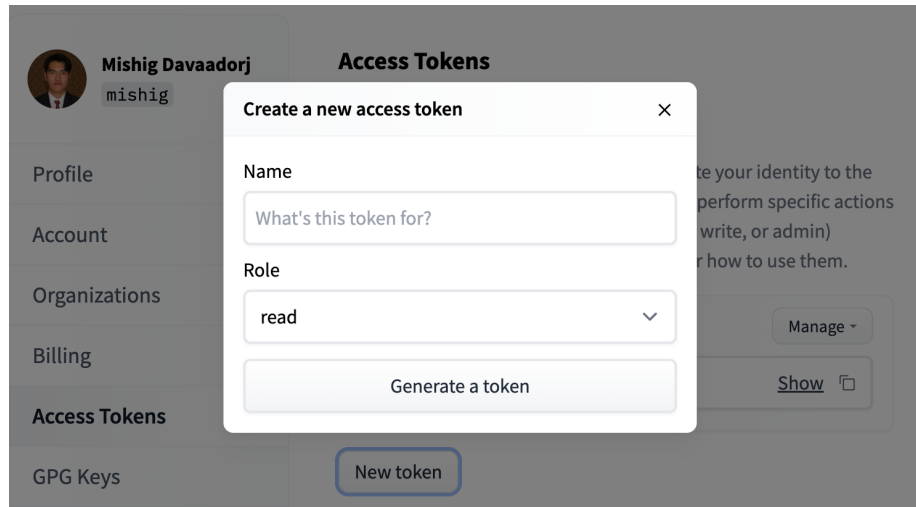 Mishig Davaadorj
mishig
Profile
Account
Organizations
Billing
Access Tokens
GPG Keys
Access Tokens
te your identity to the
perform specific actions
write, or admin)
r how to use them.
Manage
Show
New token
Create a new access token
Name
What's this token for?
Role
read
Generate a token